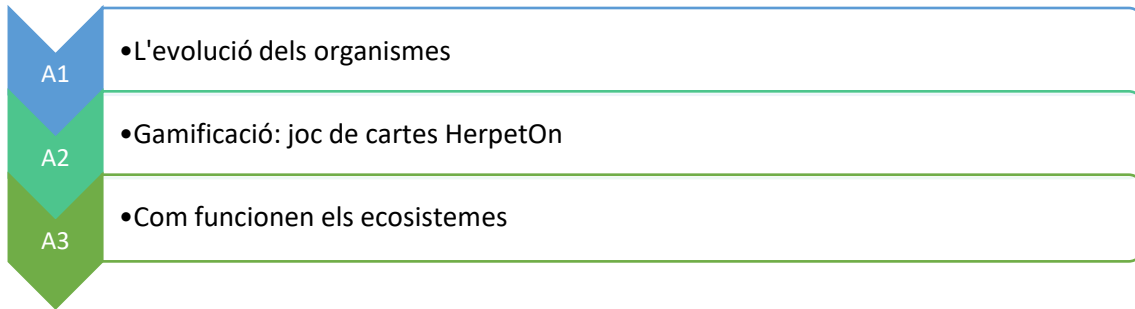 A1
•L'evolució dels organismes
A2
•Gamificació: joc de cartes HerpetOn
A3
•Com funcionen els ecosistemes